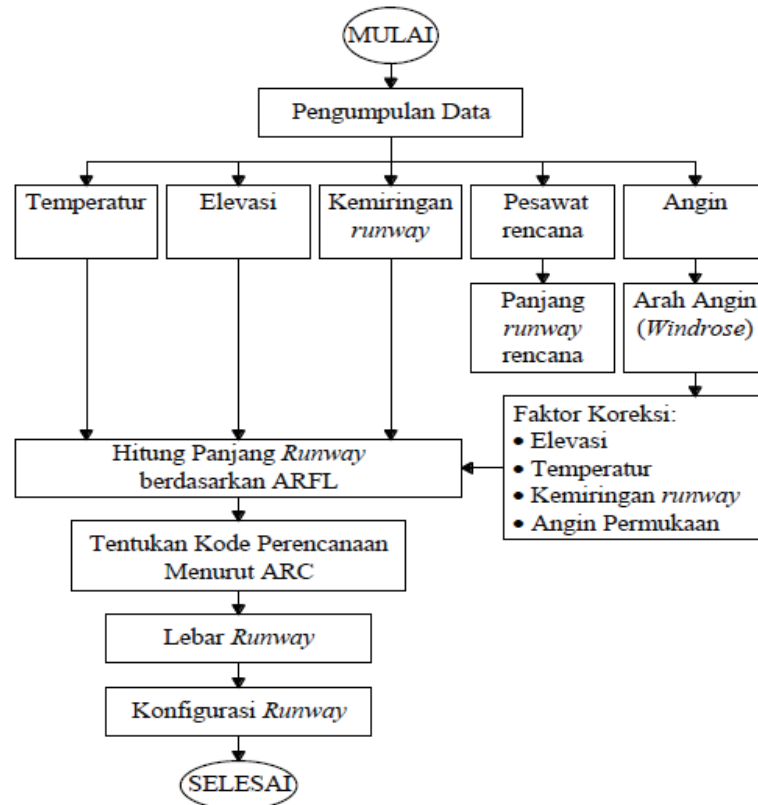 MULAI
Pengumpulan Data
Temperatur
Elevasi
Kemiringan
runway
Pesawat
rencana
Angin
Panjang
runway
rencana
Arah Angin
(Windrose)
Faktor Koreksi:
• Elevasi
• Temperatur
• Kemiringan runway
• Angin Permukaan
Hitung Panjang Runway
berdasarkan ARFL
Tentukan Kode Perencanaan
Menurut ARC
Lebar Runway
Konfigurasi Runway
SELESAI